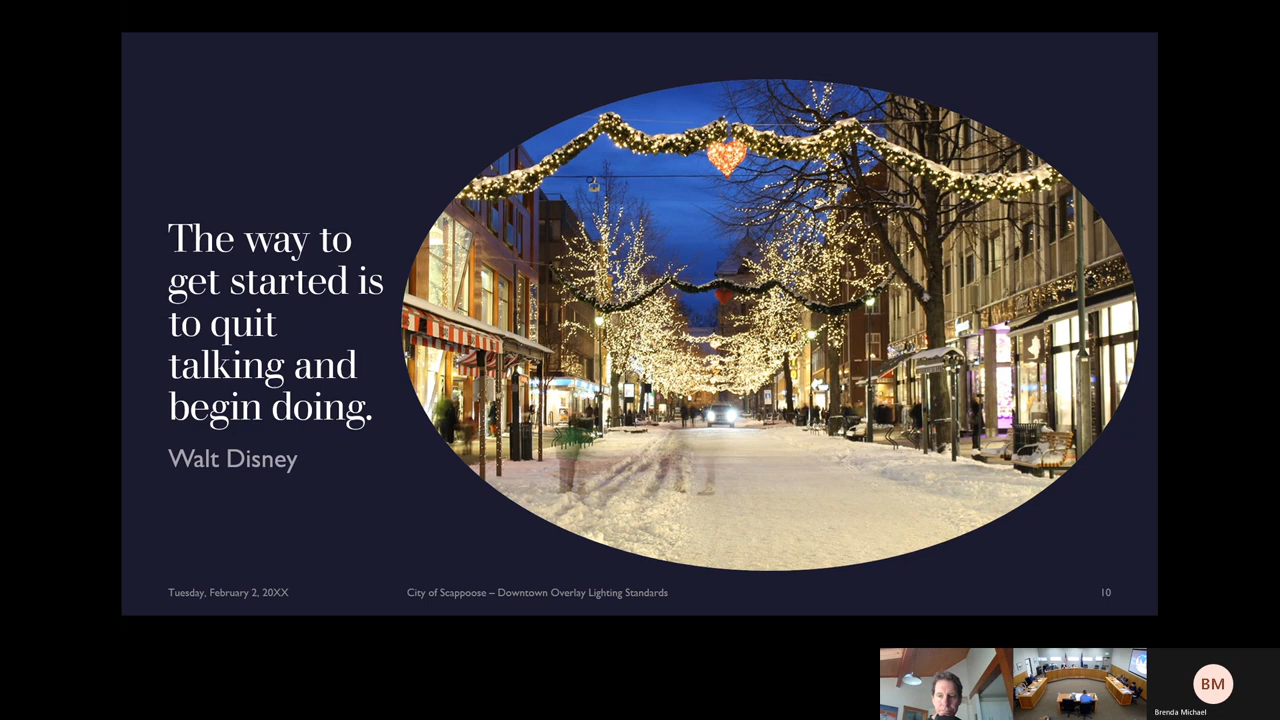 The way to
get started is
to quit
talking and
begin doing.
Walt Disney
Tuesday, February 2, 20XX
City of Scappoose – Downtown Overlay Lighting Standards
10
BM
Brenda Michael